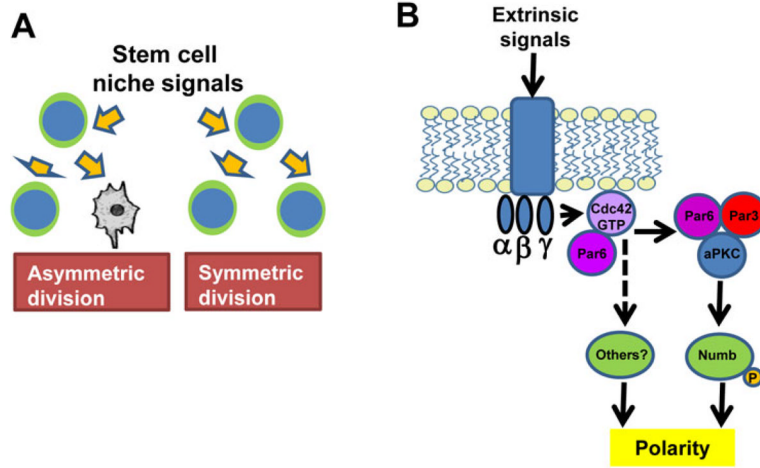 A
Stem cell
niche signals
Asymmetric
division
Symmetric
division
B
Extrinsic
signals
α β γ
Cdc42
GTP
Par6
Par6
Par3
aPKC
Others?
Numb
P
Polarity